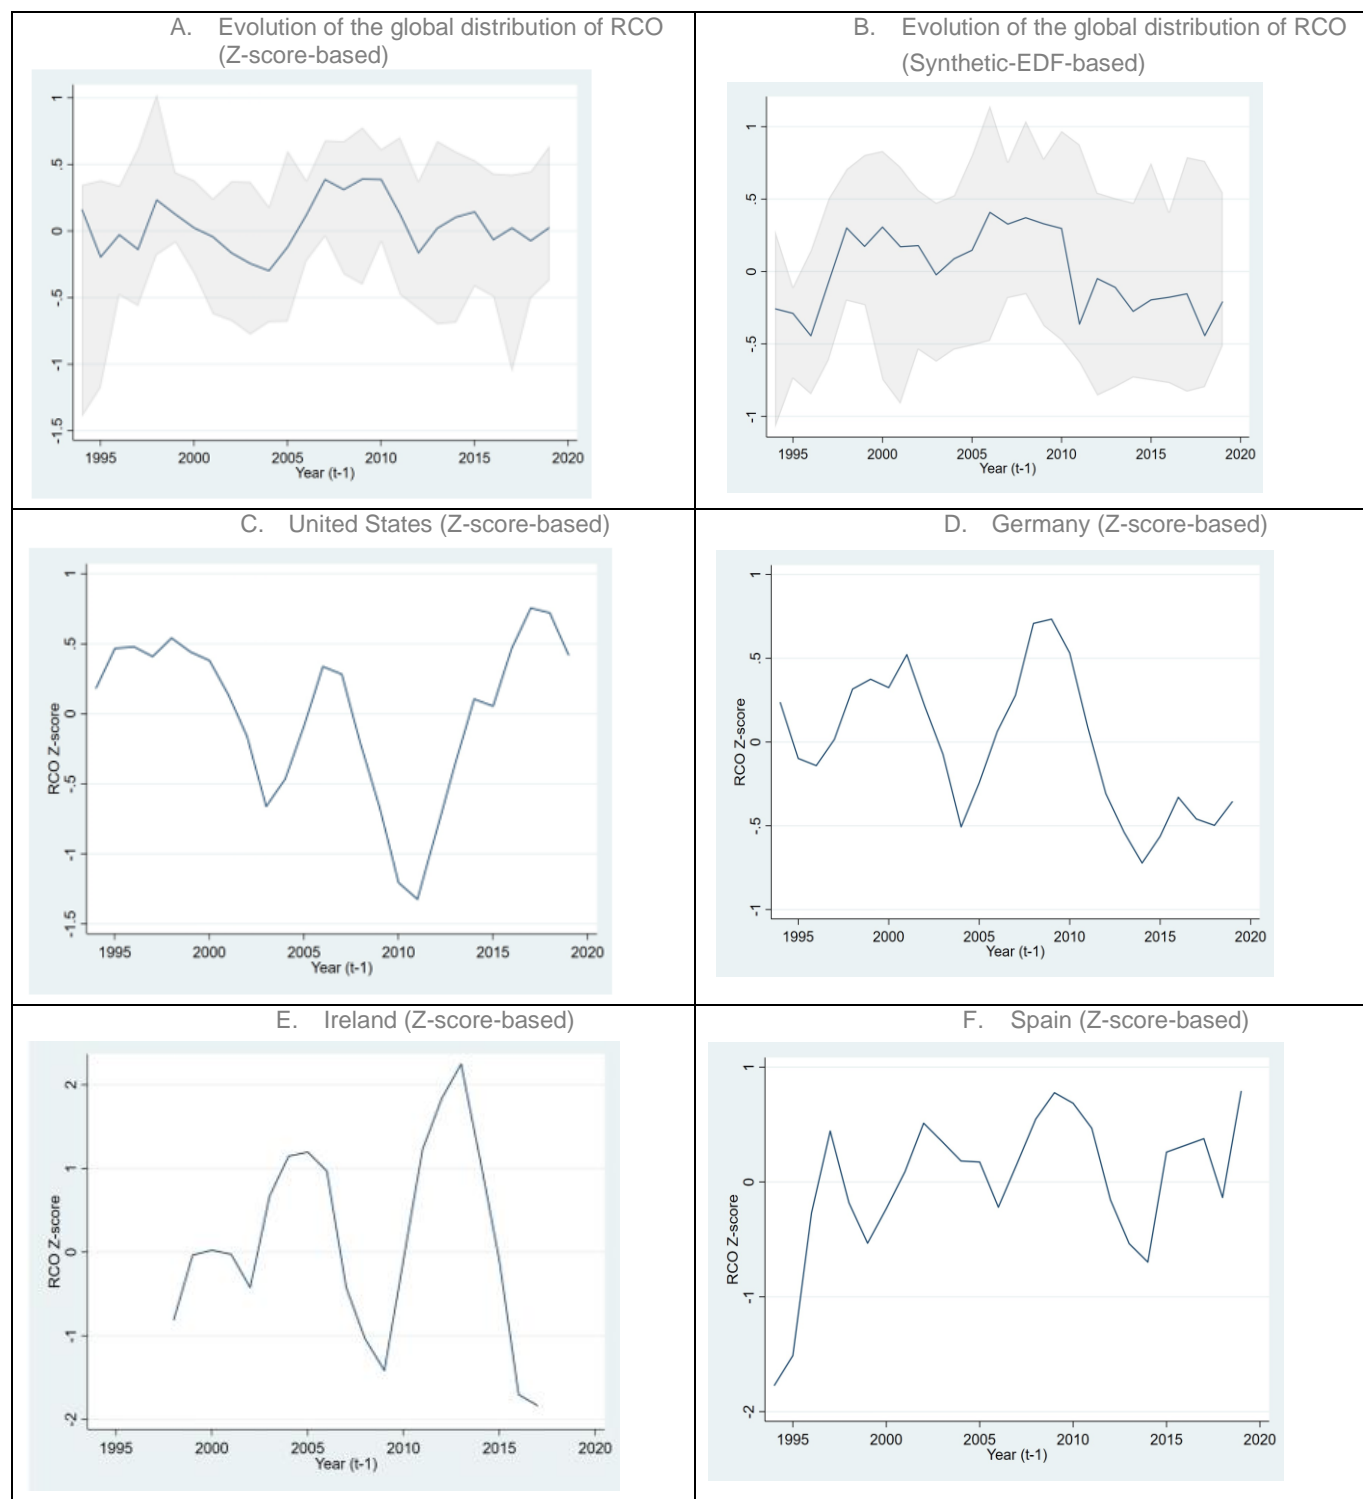 A. Evolution of the global distribution of RCO
(Z-score-based)
1
.5
0
-.5
-1
-1.5
1995 2000 2005 2010 2015 2020
Year (t-1)
B. Evolution of the global distribution of RCO
(Synthetic-EDF-based)
1
.5
0
-.5
-1
1995 2000 2005 2010 2015 2020
Year (t-1)
C. United States (Z-score-based)
RCO Z-score
1
.5
0
-.5
-1
-1.5
1995 2000 2005 2010 2015 2020
Year (t-1)
D. Germany (Z-score-based)
RCO Z-score
1
.5
0
-.5
-1
1995 2000 2005 2010 2015 2020
Year (t-1)
E. Ireland (Z-score-based)
RCO Z-score
2
1
0
-1
-2
1995 2000 2005 2010 2015 2020
Year (t-1)
F. Spain (Z-score-based)
RCO Z-score
1
0
-1
-2
1995 2000 2005 2010 2015 2020
Year (t-1)